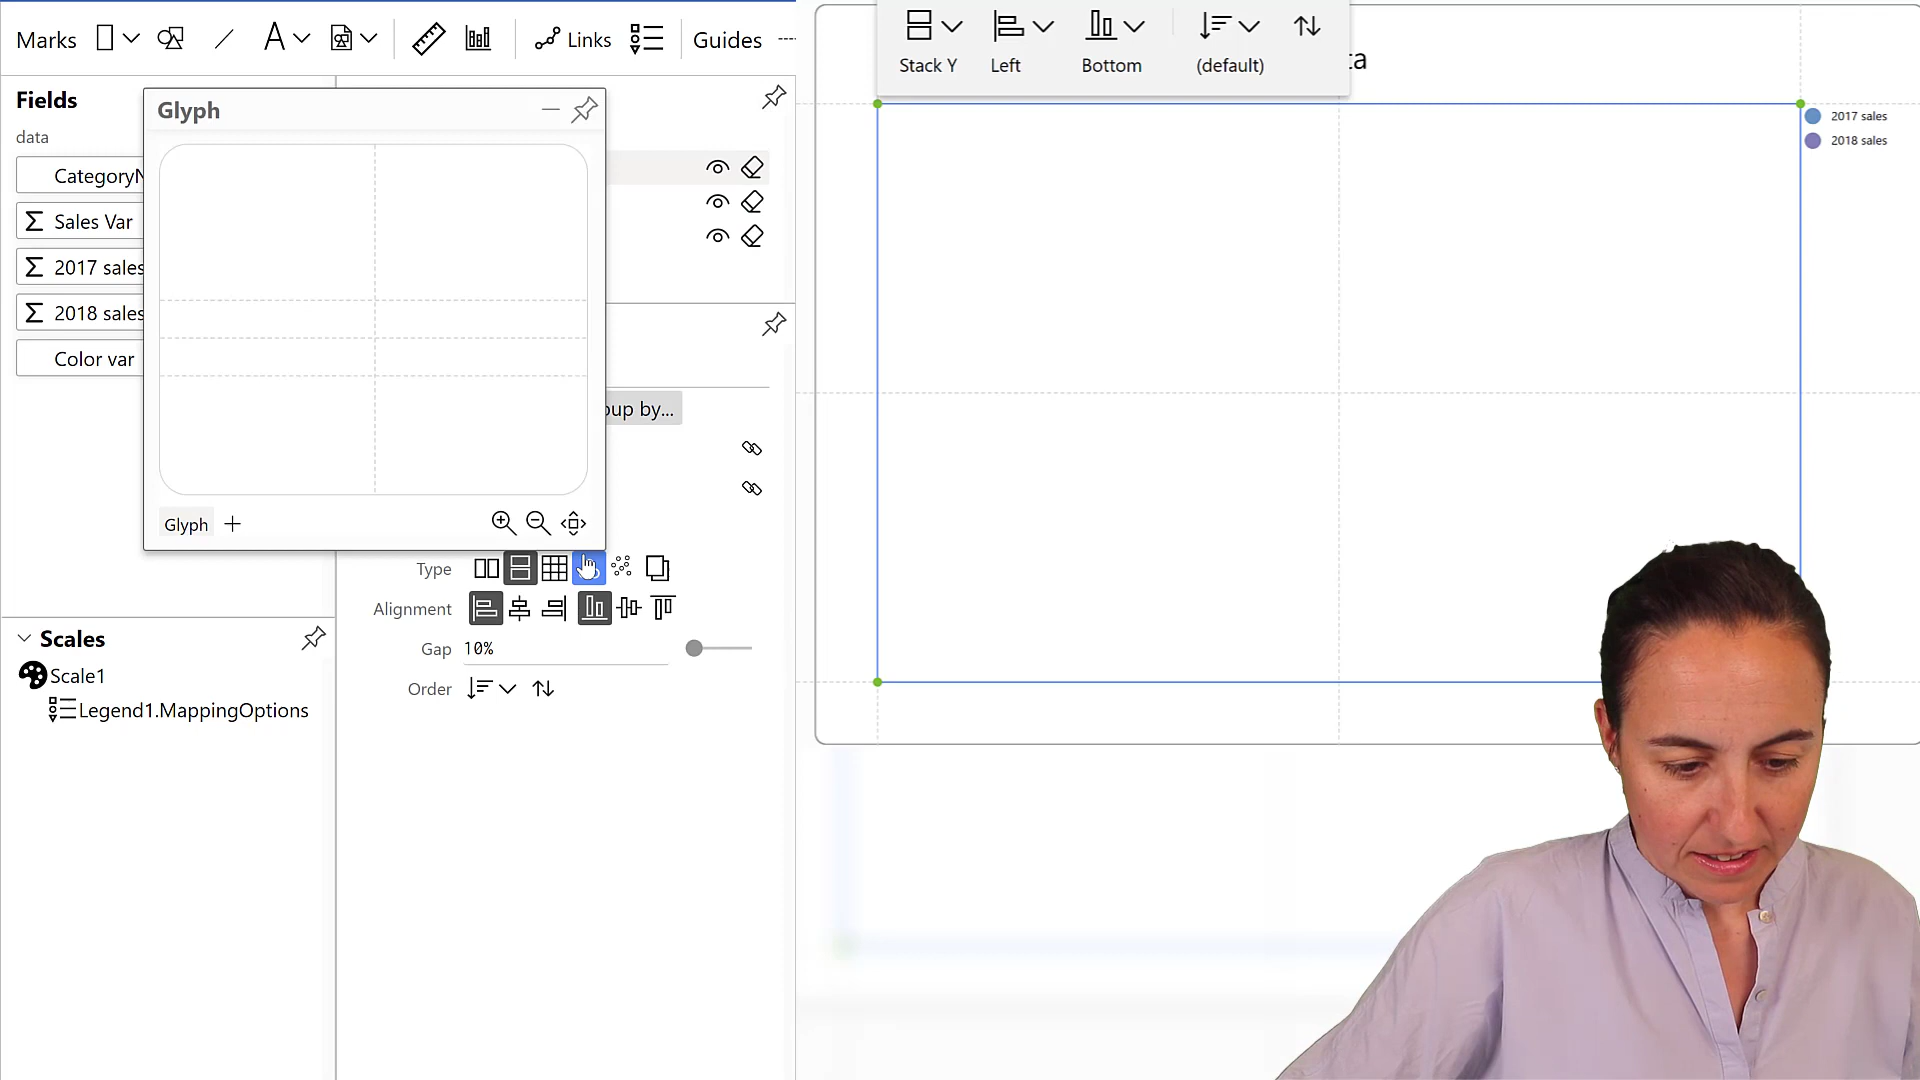 Marks
Links
Guides
Stack Y
Left
Bottom
(default)
ta
Fields
data
CategoryN
Sales Var
2017 sales
2018 sales
Color var
Glyph
Glyph
oup by...
Type
Alignment
Gap 10%
Order
Scales
Scale1
Legend1.MappingOptions
2017 sales
2018 sales